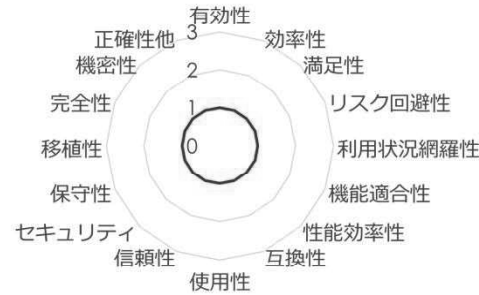 有効性
効率性
満足性
リスク回避性
利用状況網羅性
機能適合性
性能効率性
互換性
使用性
信頼性
セキュリティ
保守性
移植性
完全性
機密性
正確性他
3
2
1
0